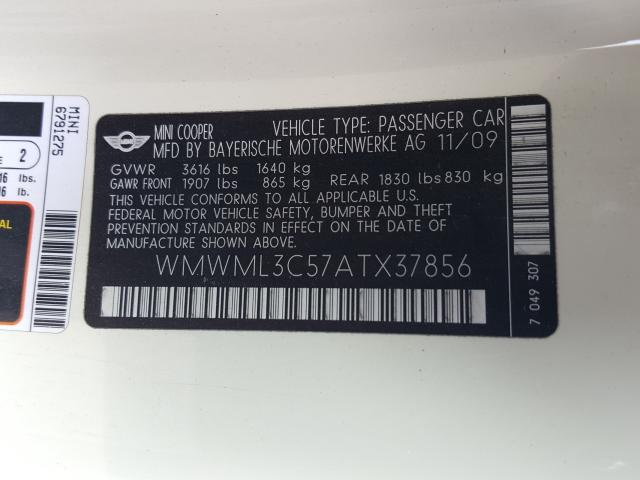 MINI COOPER VEHICLE TYPE: PASSENGER CAR
MFD BY BAYERISCHE MOTORENWERKE AG 11/09
GVWR 3616 lbs 1640 kg
GAWR FRONT 1907 lbs 865 kg REAR 1830 lbs 830 kg
THIS VEHICLE CONFORMS TO ALL APPLICABLE
FEDERAL MOTOR VEHICLE SAFETY, BUMPER AND THEFT
PREVENTION STANDARDS IN EFFECT ON THE DATE OF
MANUFACTURE SHOWN ABOVE.
WMWML3C57ATX37856
7 049 307
MINI
6791275
2
lbs.
lb.